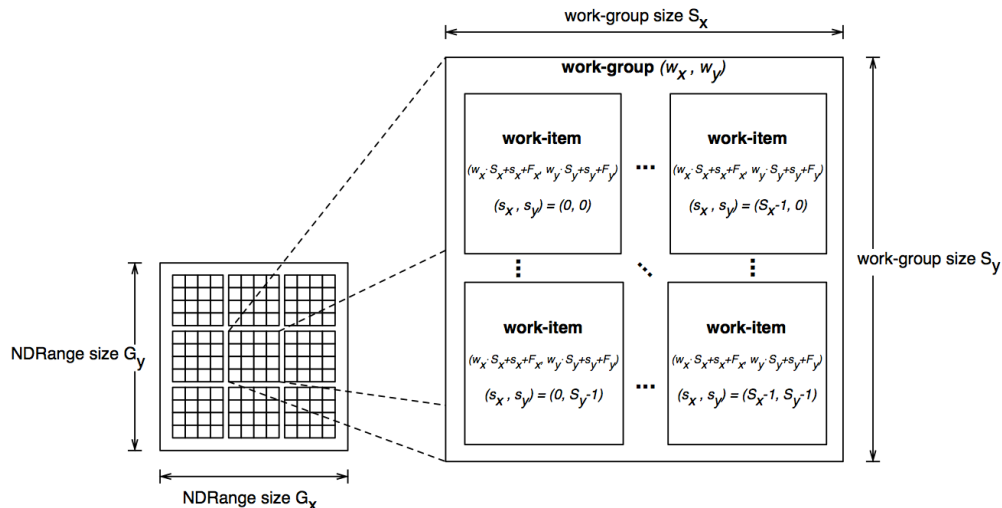 work-group size Sx
work-group (wx , wy)
work-item
(wx· Sx+sx+Fx, wy· Sy+sy+Fy)
(sx , sy) = (0, 0)
...
work-item
(wx· Sx+sx+Fx, wy· Sy+sy+Fy)
(sx , sy) = (Sx-1, 0)
work-group size Sy
work-item
(wx· Sx+sx+Fx, wy· Sy+sy+Fy)
(sx , sy) = (0, Sy-1)
...
work-item
(wx· Sx+sx+Fx, wy· Sy+sy+Fy)
(sx , sy) = (Sx-1, Sy-1)
NDRange size Gy
NDRange size Gx